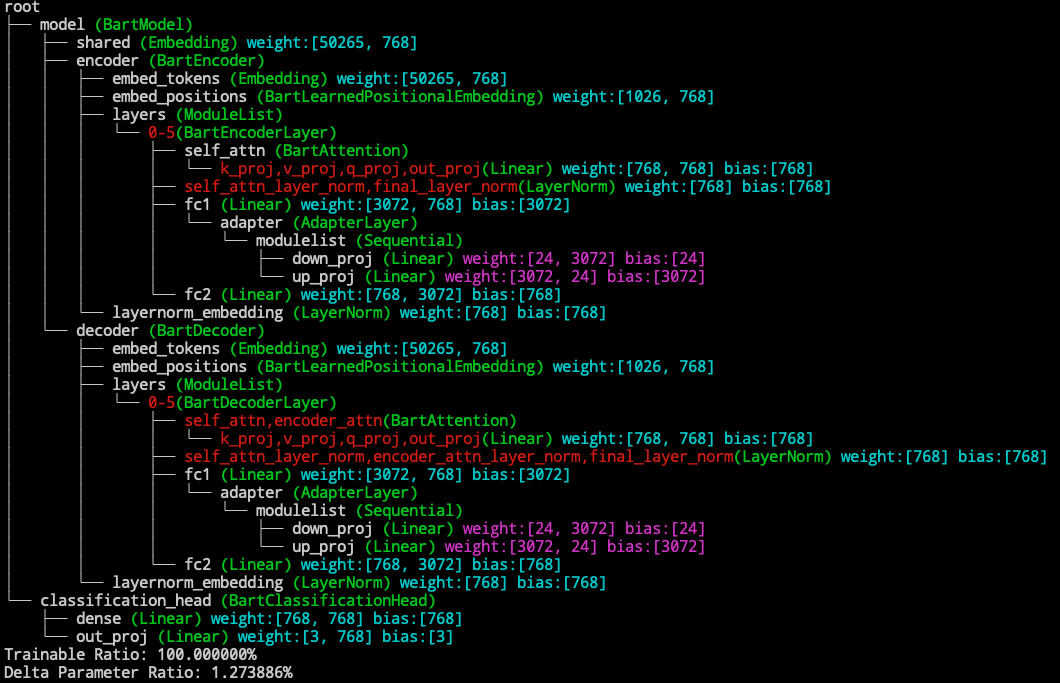 root
├── model (BartModel)
│   ├── shared (Embedding) weight:[50265, 768]
│   ├── encoder (BartEncoder)
│   │   ├── embed_tokens (Embedding) weight:[50265, 768]
│   │   ├── embed_positions (BartLearnedPositionalEmbedding) weight:[1026, 768]
│   │   ├── layers (ModuleList)
│   │   │   └── 0-5(BartEncoderLayer)
│   │   │       ├── self_attn (BartAttention)
│   │   │       │   └── k_proj,v_proj,q_proj,out_proj(Linear) weight:[768, 768] bias:[768]
│   │   │       ├── self_attn_layer_norm,final_layer_norm(LayerNorm) weight:[768] bias:[768]
│   │   │       ├── fc1 (Linear) weight:[3072, 768] bias:[3072]
│   │   │       │   └── adapter (AdapterLayer)
│   │   │       │       └── modulelist (Sequential)
│   │   │       │           ├── down_proj (Linear) weight:[24, 3072] bias:[24]
│   │   │       │           └── up_proj (Linear) weight:[3072, 24] bias:[3072]
│   │   │       └── fc2 (Linear) weight:[768, 3072] bias:[768]
│   │   └── layernorm_embedding (LayerNorm) weight:[768] bias:[768]
│   └── decoder (BartDecoder)
│       ├── embed_tokens (Embedding) weight:[50265, 768]
│       ├── embed_positions (BartLearnedPositionalEmbedding) weight:[1026, 768]
│       ├── layers (ModuleList)
│       │   └── 0-5(BartDecoderLayer)
│       │       ├── self_attn,encoder_attn(BartAttention)
│       │       │   └── k_proj,v_proj,q_proj,out_proj(Linear) weight:[768, 768] bias:[768]
│       │       ├── self_attn_layer_norm,encoder_attn_layer_norm,final_layer_norm(LayerNorm) weight:[768] bias:[768]
│       │       ├── fc1 (Linear) weight:[3072, 768] bias:[3072]
│       │       │   └── adapter (AdapterLayer)
│       │       │       └── modulelist (Sequential)
│       │       │           ├── down_proj (Linear) weight:[24, 3072] bias:[24]
│       │       │           └── up_proj (Linear) weight:[3072, 24] bias:[3072]
│       │       └── fc2 (Linear) weight:[768, 3072] bias:[768]
│       └── layernorm_embedding (LayerNorm) weight:[768] bias:[768]
└── classification_head (BartClassificationHead)
    ├── dense (Linear) weight:[768, 768] bias:[768]
    └── out_proj (Linear) weight:[3, 768] bias:[3]
Trainable Ratio: 100.000000%
Delta Parameter Ratio: 1.273886%